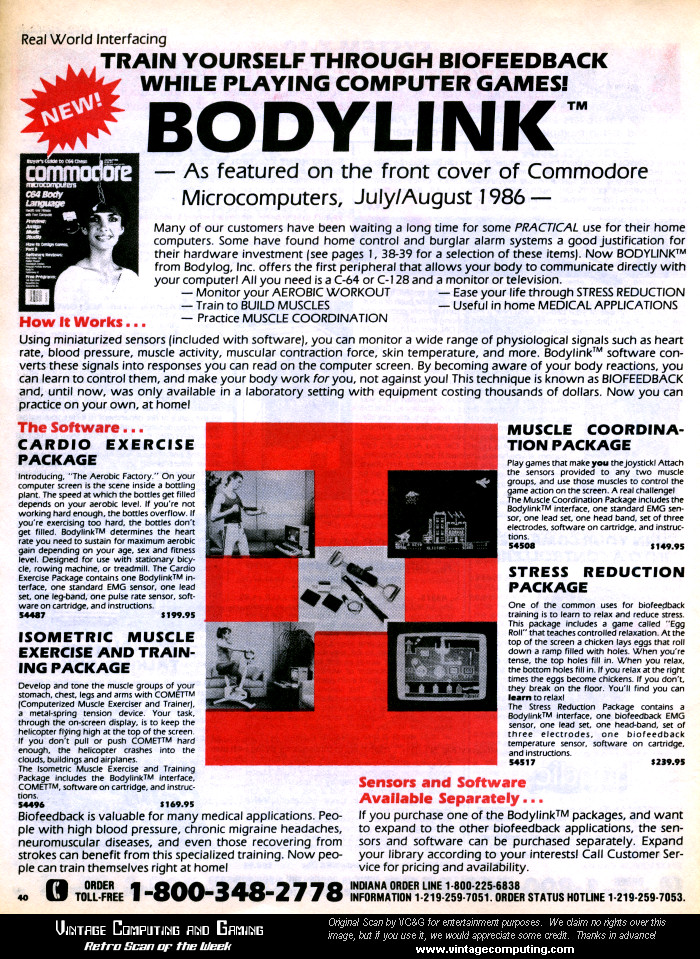 Real World Interfacing
TRAIN YOURSELF THROUGH BIOFEEDBACK
WHILE PLAYING COMPUTER GAMES!
NEW!
BODYLINK™
— As featured on the front cover of Commodore
Microcomputers, July/August 1986 —
Buyer's Guide to C64 Chess
commodore
microcomputers
C64 Body
Language
Many of our customers have been waiting a long time for some PRACTICAL use for their home
computers. Some have found home control and burglar alarm systems a good justification for
their hardware investment (see pages 1, 38-39 for a selection of these items). Now BODYLINK™
from Bodylog, Inc. offers the first peripheral that allows your body to communicate directly with
your computer! All you need is a C-64 or C-128 and a monitor or television.
— Monitor your AEROBIC WORKOUT
— Train to BUILD MUSCLES
— Practice MUSCLE COORDINATION
— Ease your life through STRESS REDUCTION
— Useful in home MEDICAL APPLICATIONS
How It Works . . .
Using miniaturized sensors (included with software), you can monitor a wide range of physiological signals such as heart
rate, blood pressure, muscle activity, muscular contraction force, skin temperature, and more. Bodylink™ software con-
verts these signals into responses you can read on the computer screen. By becoming aware of your body reactions, you
can learn to control them, and make your body work for you, not against you! This technique is known as BIOFEEDBACK
and, until now, was only available in a laboratory setting with equipment costing thousands of dollars. Now you can
practice on your own, at home!
The Software . . .
CARDIO EXERCISE
PACKAGE
Introducing, "The Aerobic Factory." On your
computer screen is the scene inside a bottling
plant. The speed at which the bottles get filled
depends on your aerobic level. If you're not
working hard enough, the bottles overflow. If
you're exercising too hard, the bottles don't
get filled. Bodylink™ determines the heart
rate you need to sustain for maximum aerobic
gain depending on your age, sex and fitness
level. Designed for use with stationary bicy-
cle, rowing machine, or treadmill. The Cardio
Exercise Package contains one Bodylink™ in-
terface, one standard EMG sensor, one lead
set, one leg-band, one pulse rate sensor, soft-
ware on cartridge, and instructions.
54487 $199.95
ISOMETRIC MUSCLE
EXERCISE AND TRAIN-
ING PACKAGE
Develop and tone the muscle groups of your
stomach, chest, legs and arms with COMET™
(Computerized Muscle Exerciser and Trainer),
a metal-spring tension device. Your task,
through the on-screen display, is to keep the
helicopter flying high at the top of the screen.
If you don't pull or push COMET™ hard
enough, the helicopter crashes into the
clouds, buildings and airplanes.
The Isometric Muscle Exercise and Training
Package includes the Bodylink™ interface,
COMET™, software on cartridge, and instruc-
tions.
54496 $169.95
Biofeedback is valuable for many medical applications. Peo-
ple with high blood pressure, chronic migraine headaches,
neuromuscular diseases, and even those recovering from
strokes can benefit from this specialized training. Now peo-
ple can train themselves right at home!
MUSCLE COORDINA-
TION PACKAGE
Play games that make you the joystick! Attach
the sensors provided to any two muscle
groups, and use those muscles to control the
game action on the screen. A real challenge!
The Muscle Coordination Package includes the
Bodylink™ interface, one standard EMG sen-
sor, one lead set, one head band, set of three
electrodes, software on cartridge, and instruc-
tions.
54508 $149.95
STRESS REDUCTION
PACKAGE
One of the common uses for biofeedback
training is to learn to relax and reduce stress.
This package includes a game called "Egg
Roll" that teaches controlled relaxation. At the
top of the screen a chicken lays eggs that roll
down a ramp filled with holes. When you're
tense, the top holes fill in. When you relax,
the bottom holes fill in. If you relax at the right
times the eggs become chickens. If you don't,
they break on the floor. You'll find you can
learn to relax!
The Stress Reduction Package contains a
Bodylink™ interface, one biofeedback EMG
sensor, one lead set, one head-band, set of
three electrodes, one biofeedback
temperature sensor, software on cartridge,
and instructions.
54517 $239.95
Sensors and Software
Available Separately . . .
If you purchase one of the Bodylink™ packages, and want
to expand to the other biofeedback applications, the sen-
sors and software can be purchased separately. Expand
your library according to your interests! Call Customer Ser-
vice for pricing and availability.
40
ORDER
TOLL-FREE
1-800-348-2778
INDIANA ORDER LINE 1-800-225-6838
INFORMATION 1-219-259-7051. ORDER STATUS HOTLINE 1-219-259-7053.
VINTAGE COMPUTING AND GAMING
Retro Scan of the Week
Original Scan by VC&G for entertainment purposes. We claim no rights over this
image, but if you use it, we would appreciate some credit. Thanks in advance!
www.vintagecomputing.com